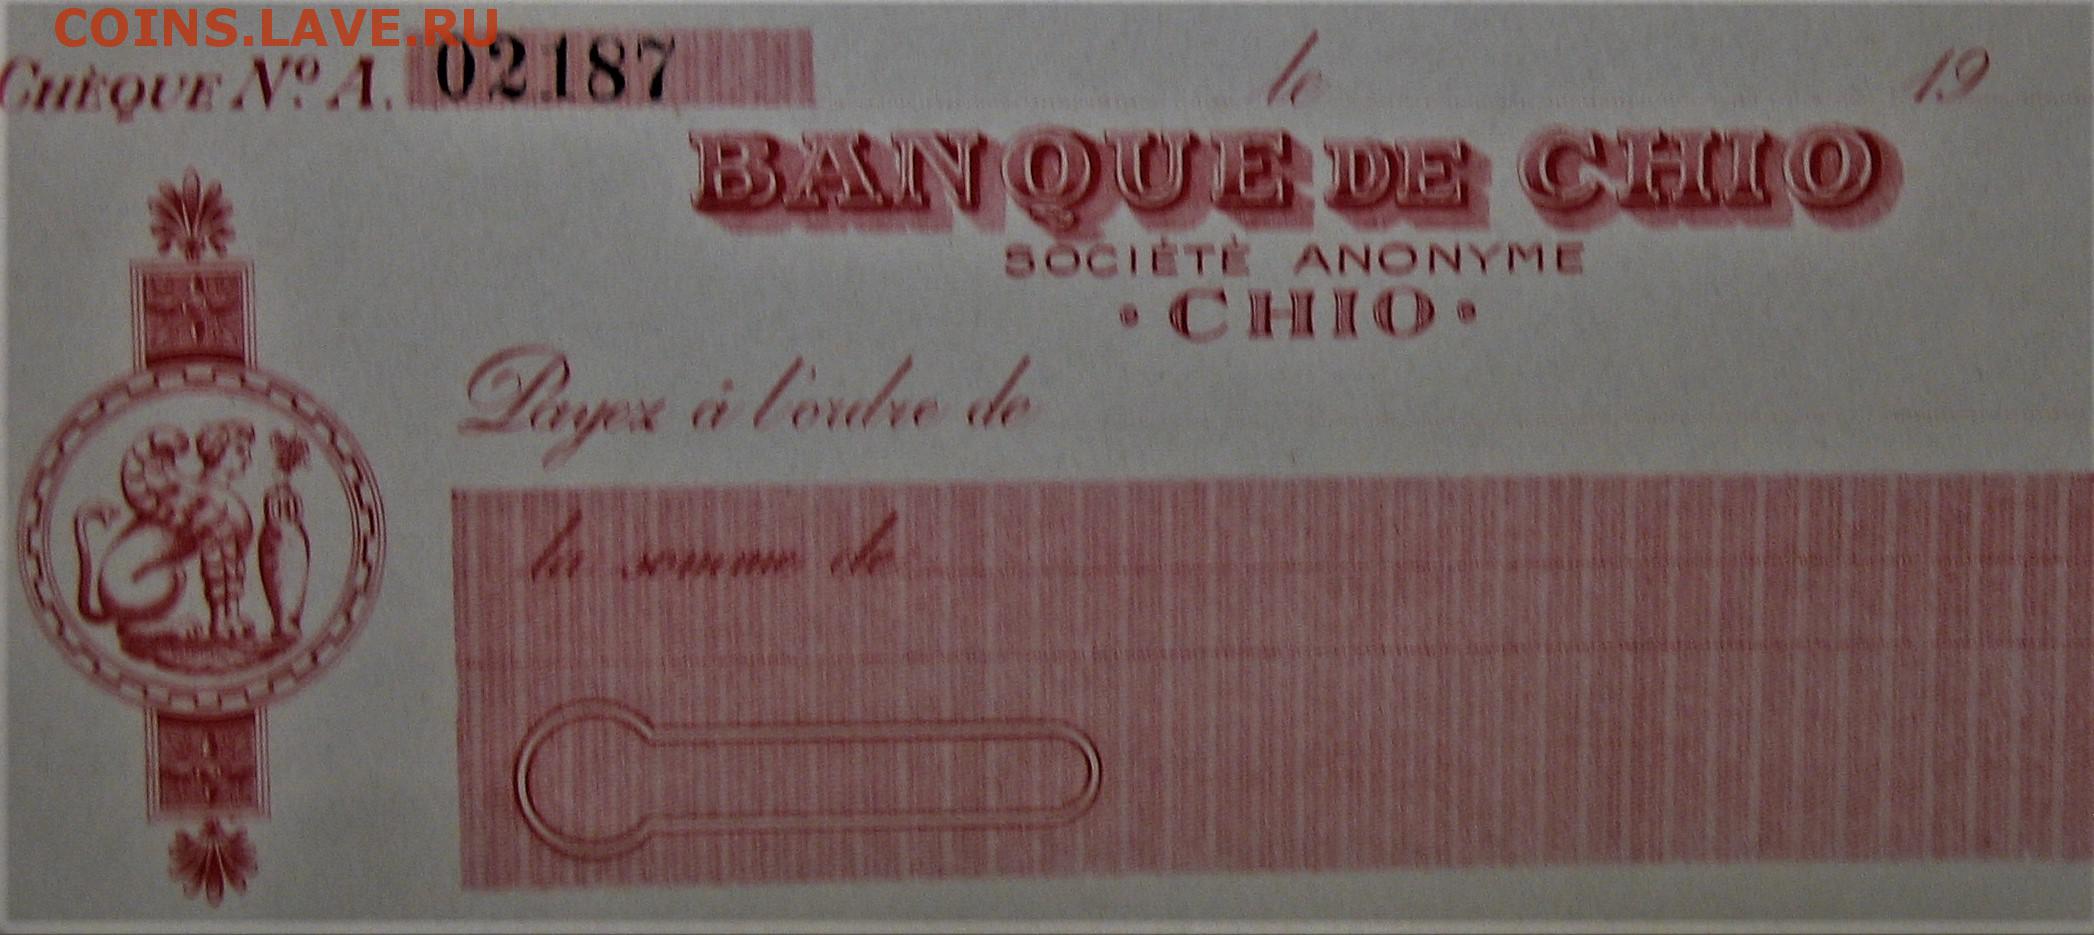 COINS.LAVE.RU
CHÈQUE Nº. A. 02187 le 19
BANQUE DE CHIO
SOCIÉTÉ ANONYME
• CHIO •
Payez à l'ordre de
la somme de